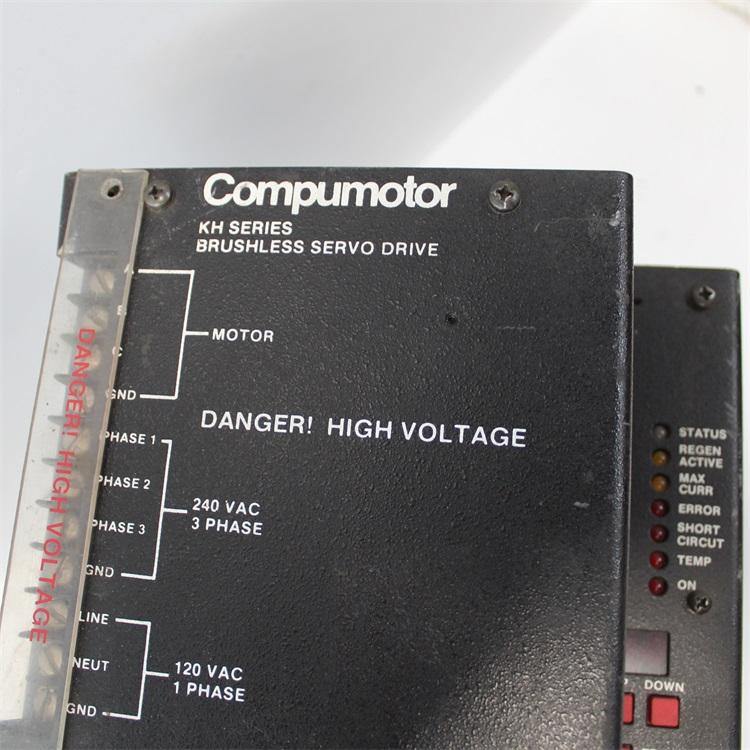 Compumotor
KH SERIES
BRUSHLESS SERVO DRIVE
A
B
C
GND
MOTOR
DANGER! HIGH VOLTAGE
PHASE 1
PHASE 2
PHASE 3
GND
240 VAC
3 PHASE
LINE
NEUT
GND
120 VAC
1 PHASE
DANGER! HIGH VOLTAGE
STATUS
REGEN
ACTIVE
MAX
CURR
ERROR
SHORT
CIRCUT
TEMP
ON
DOWN